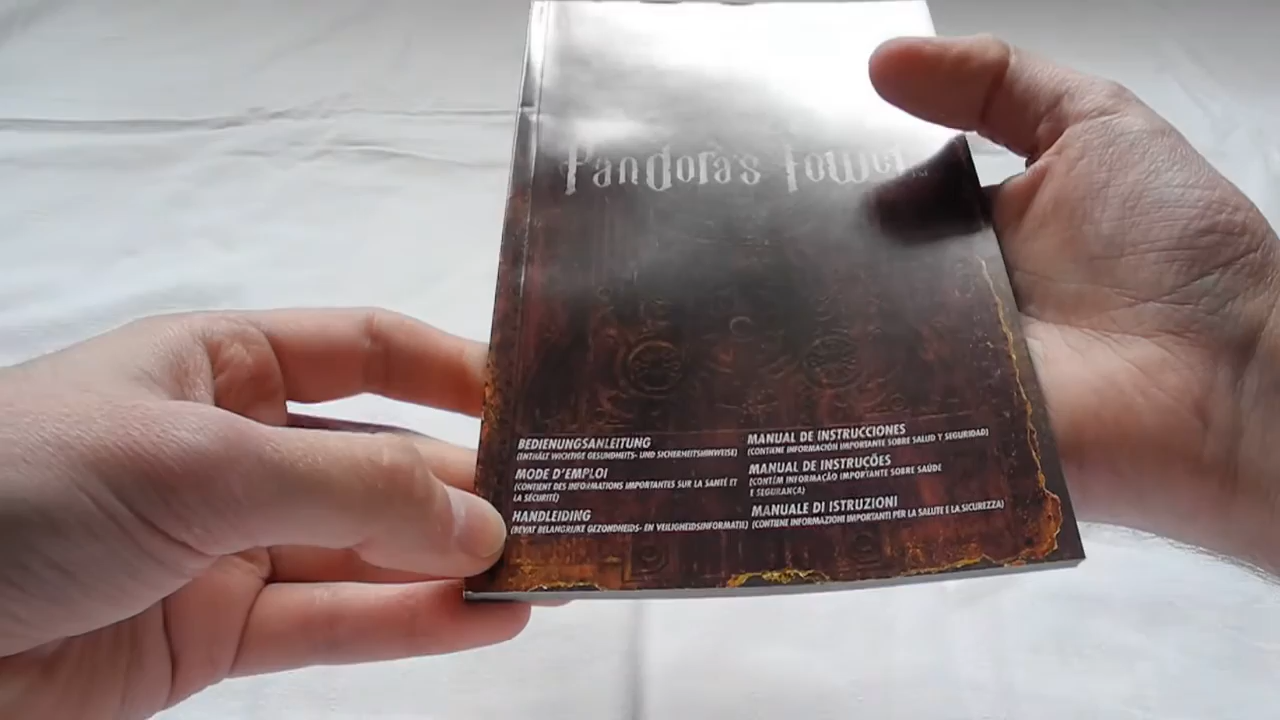 Pandora's Tower
BEDIENUNGSANLEITUNG
(ENTHÄLT WICHTIGE GESUNDHEITS- UND SICHERHEITSHINWEISE)
MODE D'EMPLOI
(CONTIENT DES INFORMATIONS IMPORTANTES SUR LA SANTÉ ET
LA SÉCURITÉ)
HANDLEIDING
(BEVAT BELANGRIJKE GEZONDHEIDS- EN VEILIGHEIDSINFORMATIE)
MANUAL DE INSTRUCCIONES
(CONTIENE INFORMACIÓN IMPORTANTE SOBRE SALUD Y SEGURIDAD)
MANUAL DE INSTRUÇÕES
(CONTÉM INFORMAÇÃO IMPORTANTE SOBRE SAÚDE
E SEGURANÇA)
MANUALE DI ISTRUZIONI
(CONTIENE INFORMAZIONI IMPORTANTI PER LA SALUTE E LA SICUREZZA)